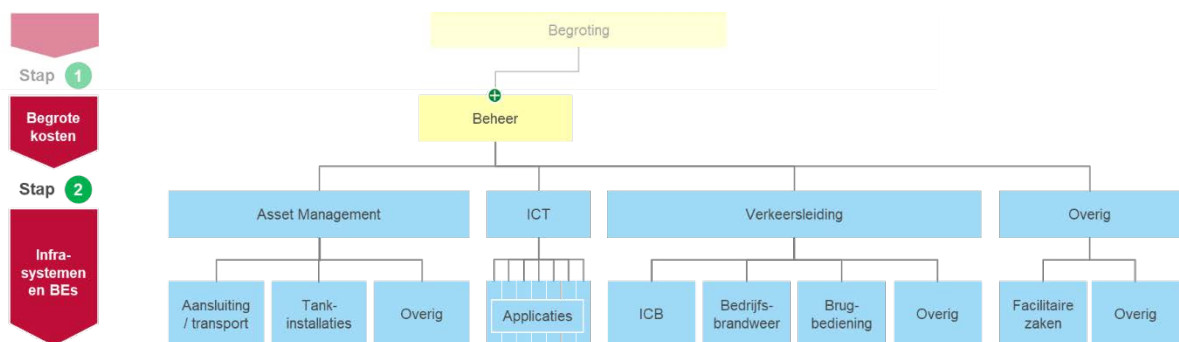 Begroting
Stap 1
Begrote
kosten
Beheer
Stap 2
Asset Management
ICT
Verkeersleiding
Overig
Infra-
systemen
en BEs
Aansluiting
/ transport
Tank-
installaties
Overig
Applicaties
ICB
Bedrijfs-
brandweer
Brug-
bediening
Overig
Facilitaire
zaken
Overig